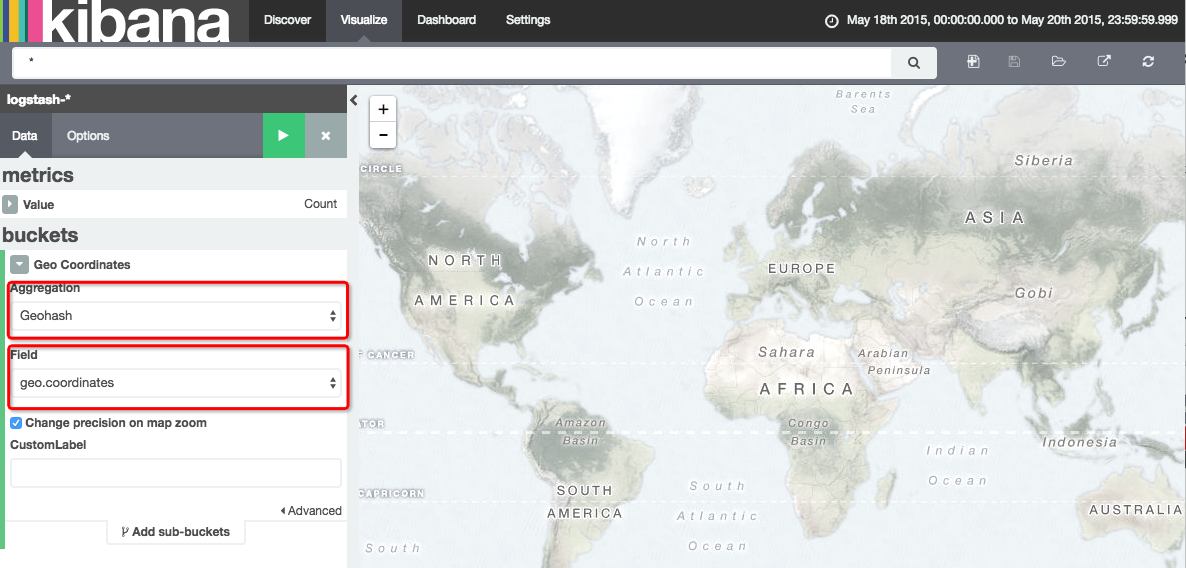 kibana
Discover
Visualize
Dashboard
Settings
May 18th 2015, 00:00:00.000 to May 20th 2015, 23:59:59.999
*
logstash-*
Data
Options
metrics
Value
Count
buckets
Geo Coordinates
Aggregation
Geohash
Field
geo.coordinates
Change precision on map zoom
CustomLabel
Advanced
Add sub-buckets
+
−
Barents
Sea
CIRCLE
Siberia
ASIA
North
Atlantic
Ocean
NORTH
AMERICA
EUROPE
Gobi
CANCER
Sahara
Arabian
Peninsula
AFRICA
Amazon
Basin
Congo
Basin
Indonesia
Indian
Ocean
CAPRICORN
SOUTH
AMERICA
South
Atlantic
Ocean
AUSTRALIA
South